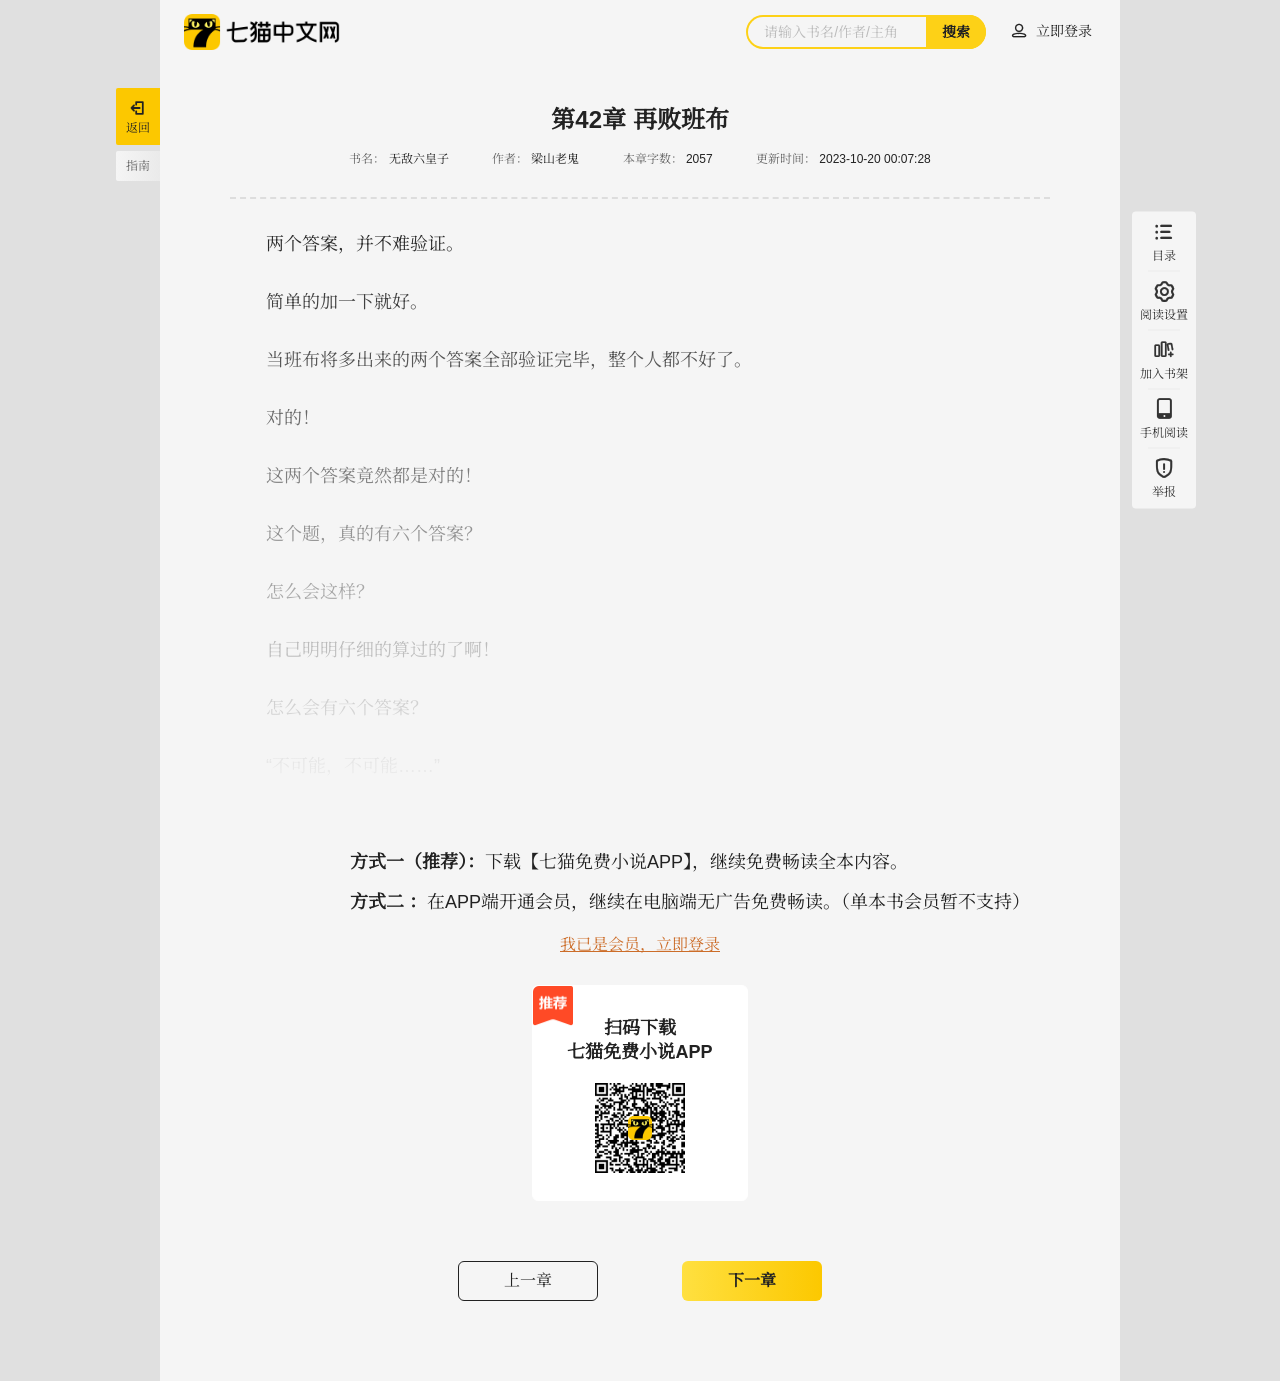 七猫中文网
请输入书名/作者/主角
搜索
立即登录
返回
指南
第42章 再败班布
书名： 无敌六皇子 作者： 梁山老鬼 本章字数： 2057 更新时间： 2023-10-20 00:07:28
两个答案，并不难验证。
简单的加一下就好。
当班布将多出来的两个答案全部验证完毕，整个人都不好了。
对的！
这两个答案竟然都是对的！
这个题，真的有六个答案？
怎么会这样？
自己明明仔细的算过的了啊！
怎么会有六个答案？
“不可能，不可能……”
目录
阅读设置
加入书架
手机阅读
举报
方式一（推荐）：下载【七猫免费小说APP】，继续免费畅读全本内容。
方式二 ：在APP端开通会员，继续在电脑端无广告免费畅读。（单本书会员暂不支持）
我已是会员，立即登录
推荐
扫码下载
七猫免费小说APP
上一章
下一章